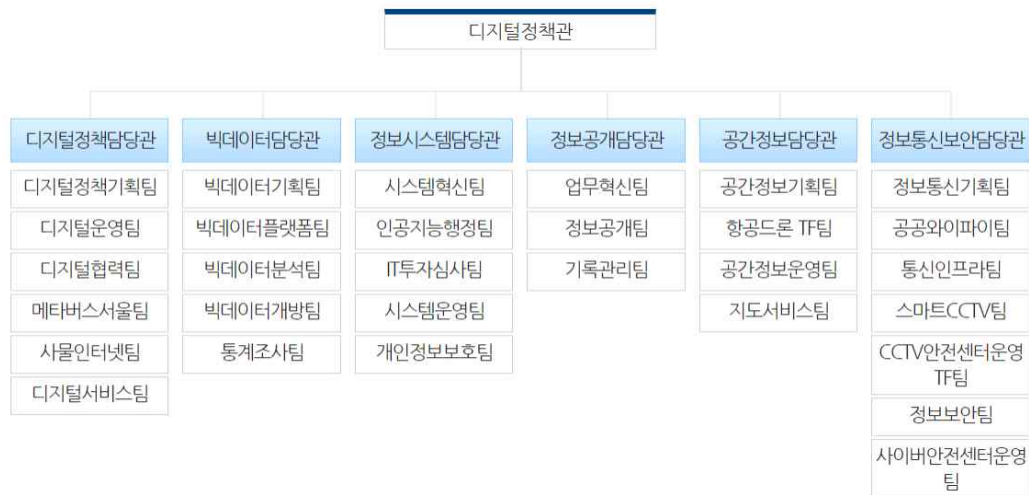 디지털정책관
디지털정책담당관
디지털정책기획팀
디지털운영팀
디지털협력팀
메타버스서울팀
사물인터넷팀
디지털서비스팀
빅데이터담당관
빅데이터기획팀
빅데이터플랫폼팀
빅데이터분석팀
빅데이터개방팀
통계조사팀
정보시스템담당관
시스템혁신팀
인공지능행정팀
IT투자심사팀
시스템운영팀
개인정보보호팀
정보공개담당관
업무혁신팀
정보공개팀
기록관리팀
공간정보담당관
공간정보기획팀
항공드론 TF팀
공간정보운영팀
지도서비스팀
정보통신보안담당관
정보통신기획팀
공공와이파이팀
통신인프라팀
스마트CCTV팀
CCTV안전센터운영
TF팀
정보보안팀
사이버안전센터운영
팀